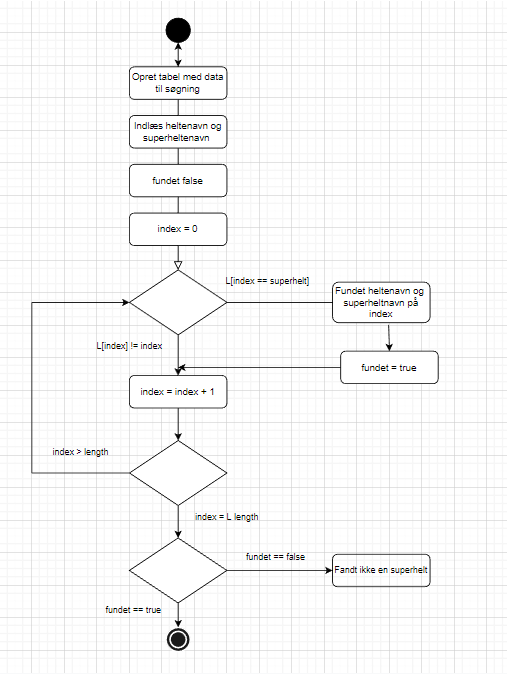 Opret tabel med data
til søgning
Indlæs heltenavn og
superheltenavn
fundet false
index = 0
L[index == superhelt]
Fundet heltenavn og
superheltnavn på
index
L[index] != index
fundet = true
index = index + 1
index > length
index = L length
fundet == false
Fandt ikke en superhelt
fundet == true